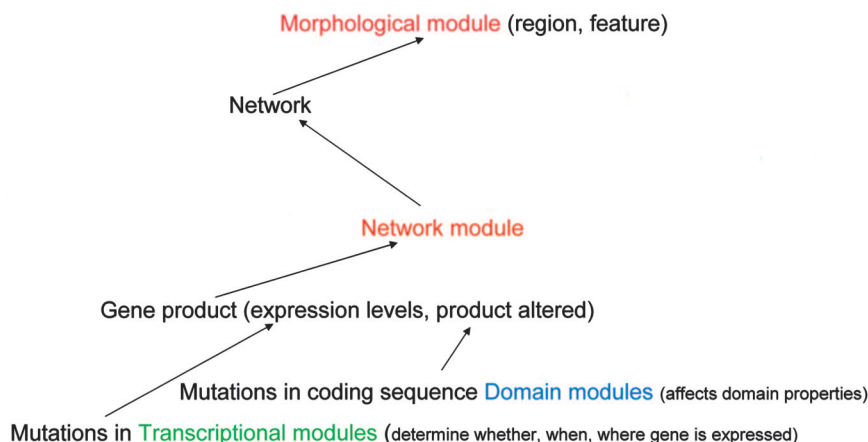 Morphological module (region, feature)
Network
Network module
Gene product (expression levels, product altered)
Mutations in coding sequence Domain modules (affects domain properties)
Mutations in Transcriptional modules (determine whether, when, where gene is expressed)